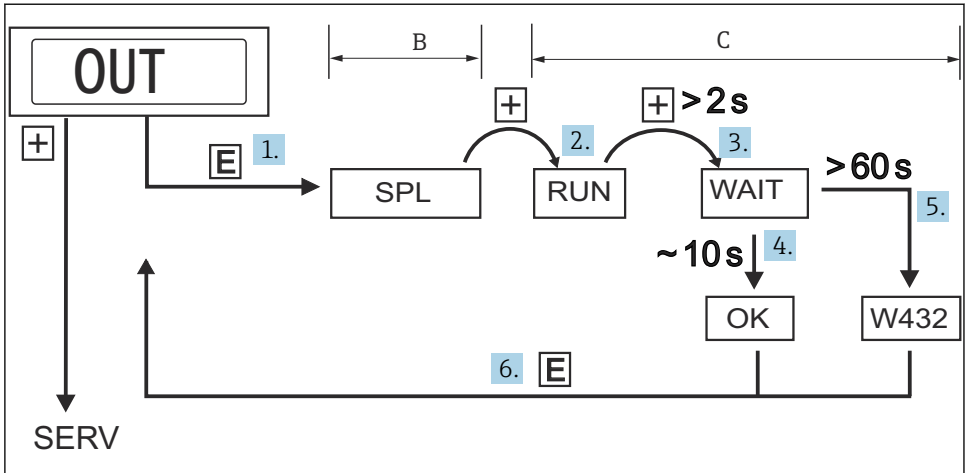 B
C
OUT
+
+
+ >2s
E
1.
2.
3.
SPL
RUN
WAIT
>60s
5.
~10s
4.
OK
W432
6. E
SERV